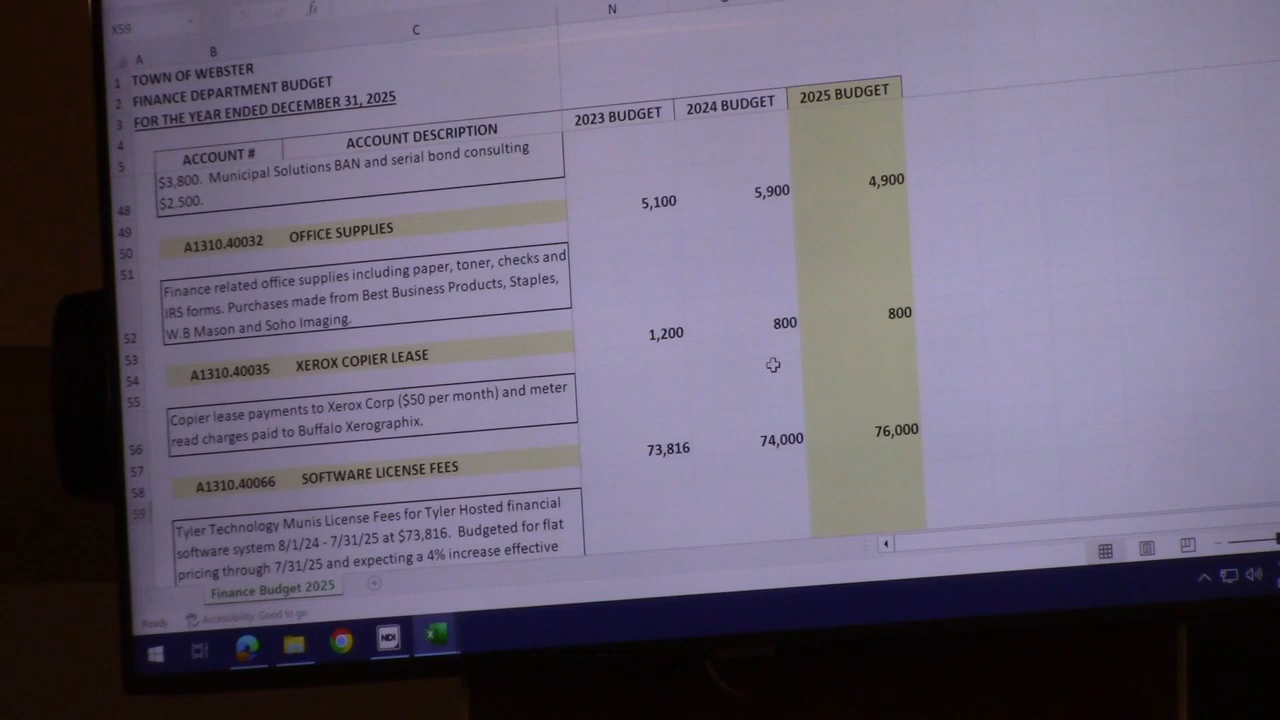 X59
fx
A B C N
1 TOWN OF WEBSTER
2 FINANCE DEPARTMENT BUDGET
3 FOR THE YEAR ENDED DECEMBER 31, 2025
4
5 ACCOUNT # ACCOUNT DESCRIPTION 2023 BUDGET 2024 BUDGET 2025 BUDGET
$3,800. Municipal Solutions BAN and serial bond consulting
48 $2,500.
49
50 A1310.40032 OFFICE SUPPLIES 5,100 5,900 4,900
51
Finance related office supplies including paper, toner, checks and
IRS forms. Purchases made from Best Business Products, Staples,
52 W.B Mason and Soho Imaging.
53
54 A1310.40035 XEROX COPIER LEASE 1,200 800 800
55
Copier lease payments to Xerox Corp ($50 per month) and meter
56 read charges paid to Buffalo Xerographix.
57
58 A1310.40066 SOFTWARE LICENSE FEES 73,816 74,000 76,000
59
Tyler Technology Munis License Fees for Tyler Hosted financial
software system 8/1/24 - 7/31/25 at $73,816. Budgeted for flat
pricing through 7/31/25 and expecting a 4% increase effective
Finance Budget 2025
Ready Accessibility: Good to go
NDI